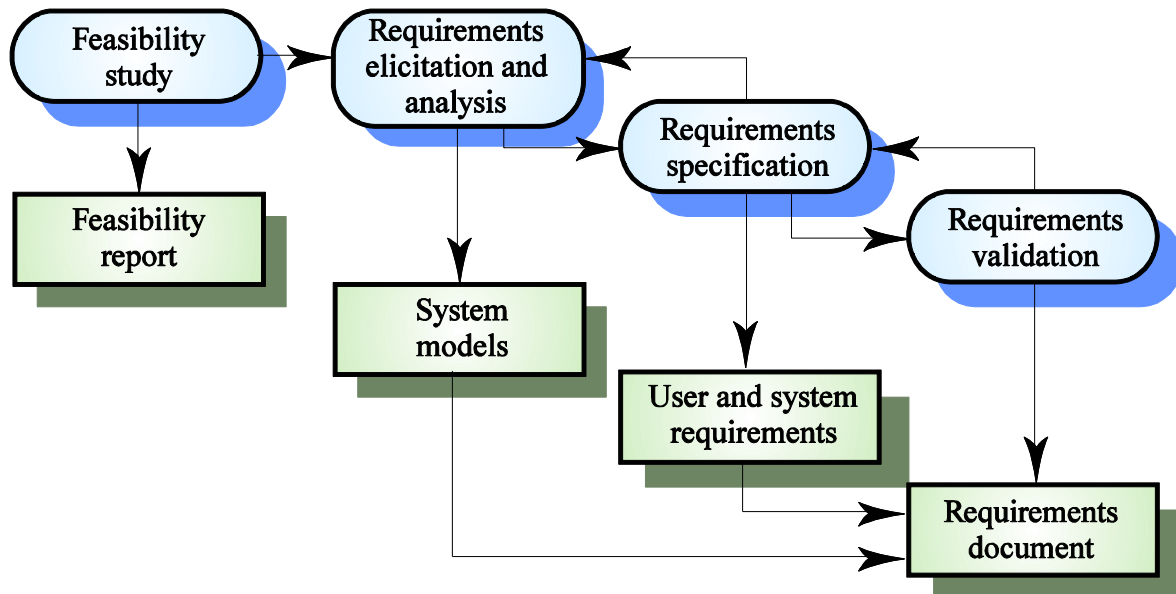 Feasibility
study
Requirements
elicitation and
analysis
Requirements
specification
Requirements
validation
Feasibility
report
System
models
User and system
requirements
Requirements
document